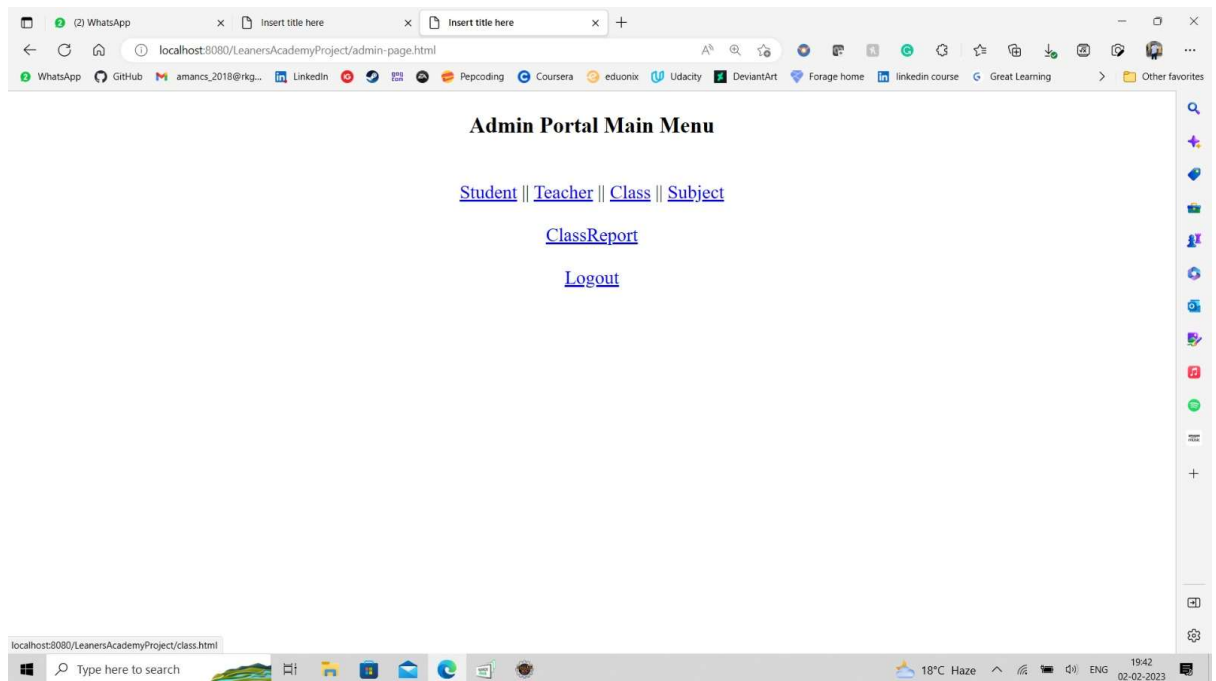 (2) WhatsApp
Insert title here
Insert title here
localhost:8080/LeanersAcademyProject/admin-page.html
WhatsApp GitHub amancs_2018@rkg... LinkedIn Pepcoding Coursera eduonix Udacity DeviantArt Forage home linkedin course Great Learning Other favorites
Admin Portal Main Menu
Student || Teacher || Class || Subject
ClassReport
Logout
localhost:8080/LeanersAcademyProject/class.html
Type here to search 18°C Haze ENG 19:42
02-02-2023